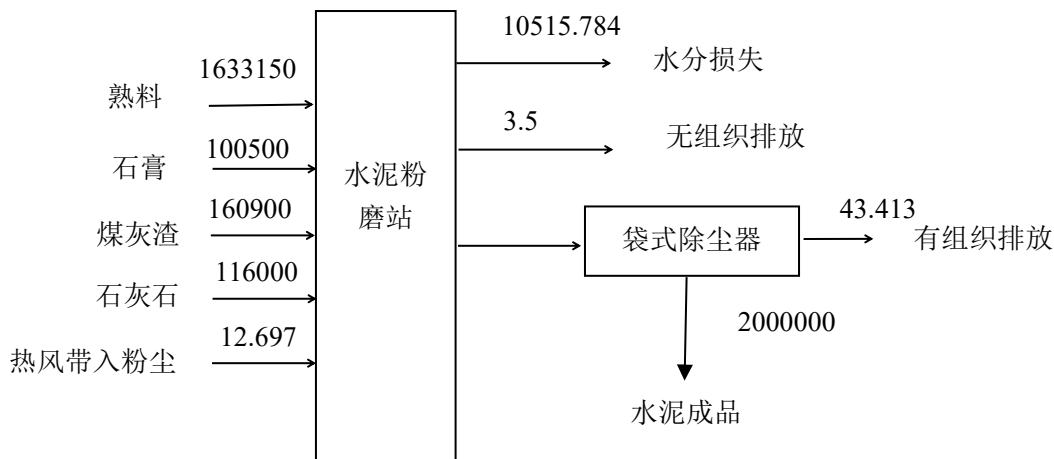 10515.784
水分损失
1633150
熟料
3.5
无组织排放
100500
石膏
水泥粉
磨站
160900
煤灰渣
43.413
袋式除尘器
有组织排放
116000
石灰石
12.697
热风带入粉尘
2000000
水泥成品